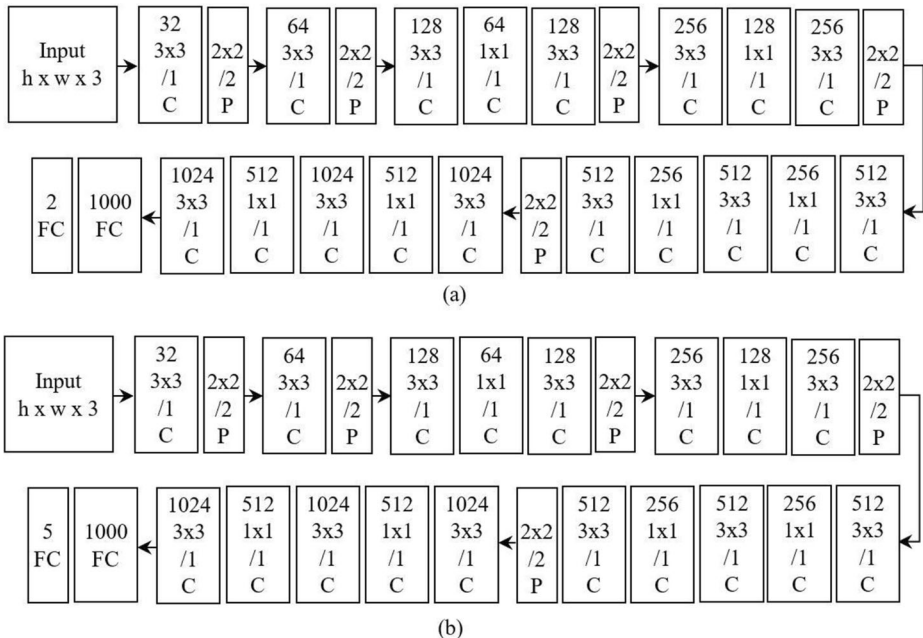 Input
h x w x 3
32
3x3
/1
C
2x2
/2
P
64
3x3
/1
C
2x2
/2
P
128
3x3
/1
C
64
1x1
/1
C
128
3x3
/1
C
2x2
/2
P
256
3x3
/1
C
128
1x1
/1
C
256
3x3
/1
C
2x2
/2
P
2
FC
1000
FC
1024
3x3
/1
C
512
1x1
/1
C
1024
3x3
/1
C
512
1x1
/1
C
1024
3x3
/1
C
2x2
/2
P
512
3x3
/1
C
256
1x1
/1
C
512
3x3
/1
C
256
1x1
/1
C
512
3x3
/1
C
(a)
Input
h x w x 3
32
3x3
/1
C
2x2
/2
P
64
3x3
/1
C
2x2
/2
P
128
3x3
/1
C
64
1x1
/1
C
128
3x3
/1
C
2x2
/2
P
256
3x3
/1
C
128
1x1
/1
C
256
3x3
/1
C
2x2
/2
P
5
FC
1000
FC
1024
3x3
/1
C
512
1x1
/1
C
1024
3x3
/1
C
512
1x1
/1
C
1024
3x3
/1
C
2x2
/2
P
512
3x3
/1
C
256
1x1
/1
C
512
3x3
/1
C
256
1x1
/1
C
512
3x3
/1
C
(b)